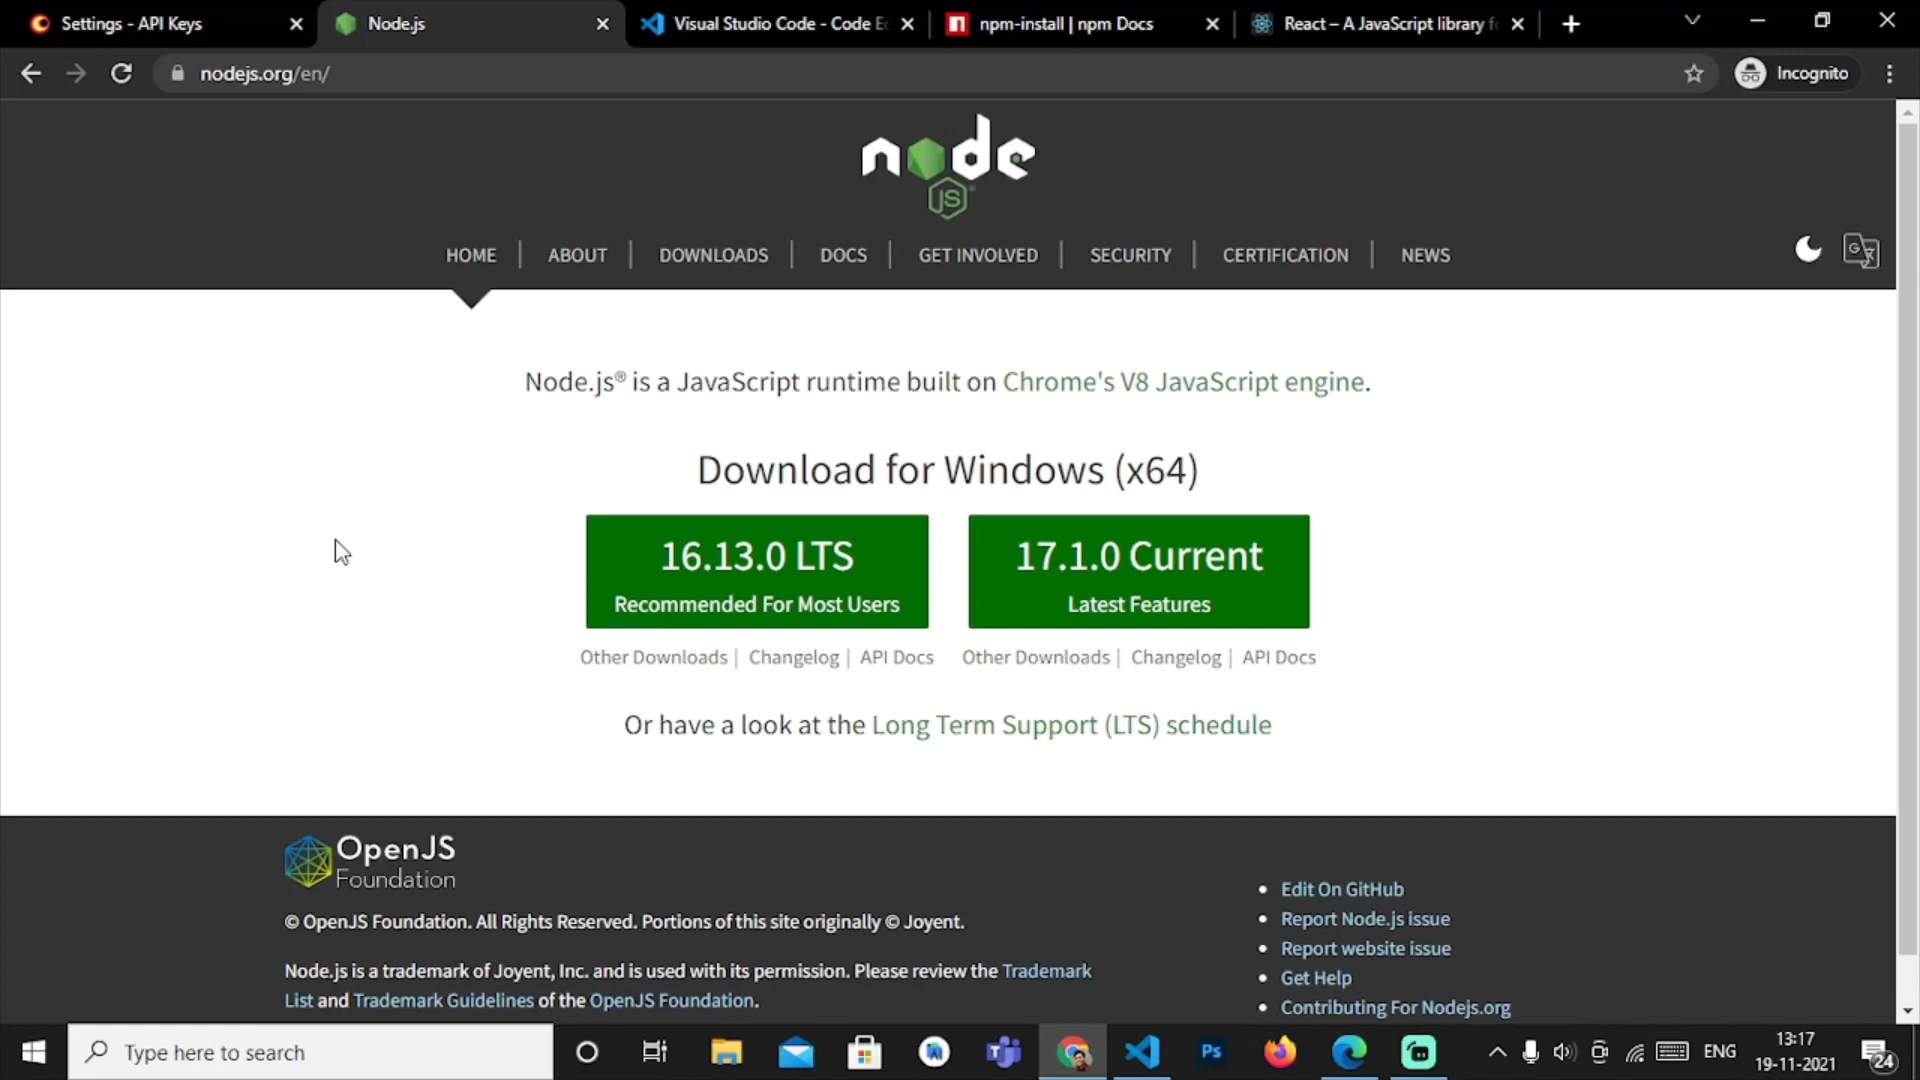 Settings - API Keys
Node.js
Visual Studio Code - Code E
npm-install | npm Docs
React – A JavaScript library f
nodejs.org/en/
Incognito
node
JS
HOME
ABOUT
DOWNLOADS
DOCS
GET INVOLVED
SECURITY
CERTIFICATION
NEWS
Node.js® is a JavaScript runtime built on Chrome's V8 JavaScript engine.
Download for Windows (x64)
16.13.0 LTS
Recommended For Most Users
17.1.0 Current
Latest Features
Other Downloads | Changelog | API Docs
Other Downloads | Changelog | API Docs
Or have a look at the Long Term Support (LTS) schedule
OpenJS
Foundation
© OpenJS Foundation. All Rights Reserved. Portions of this site originally © Joyent.
Node.js is a trademark of Joyent, Inc. and is used with its permission. Please review the Trademark
List and Trademark Guidelines of the OpenJS Foundation.
Edit On GitHub
Report Node.js issue
Report website issue
Get Help
Contributing For Nodejs.org
Type here to search
Ps
ENG
13:17
19-11-2021
24